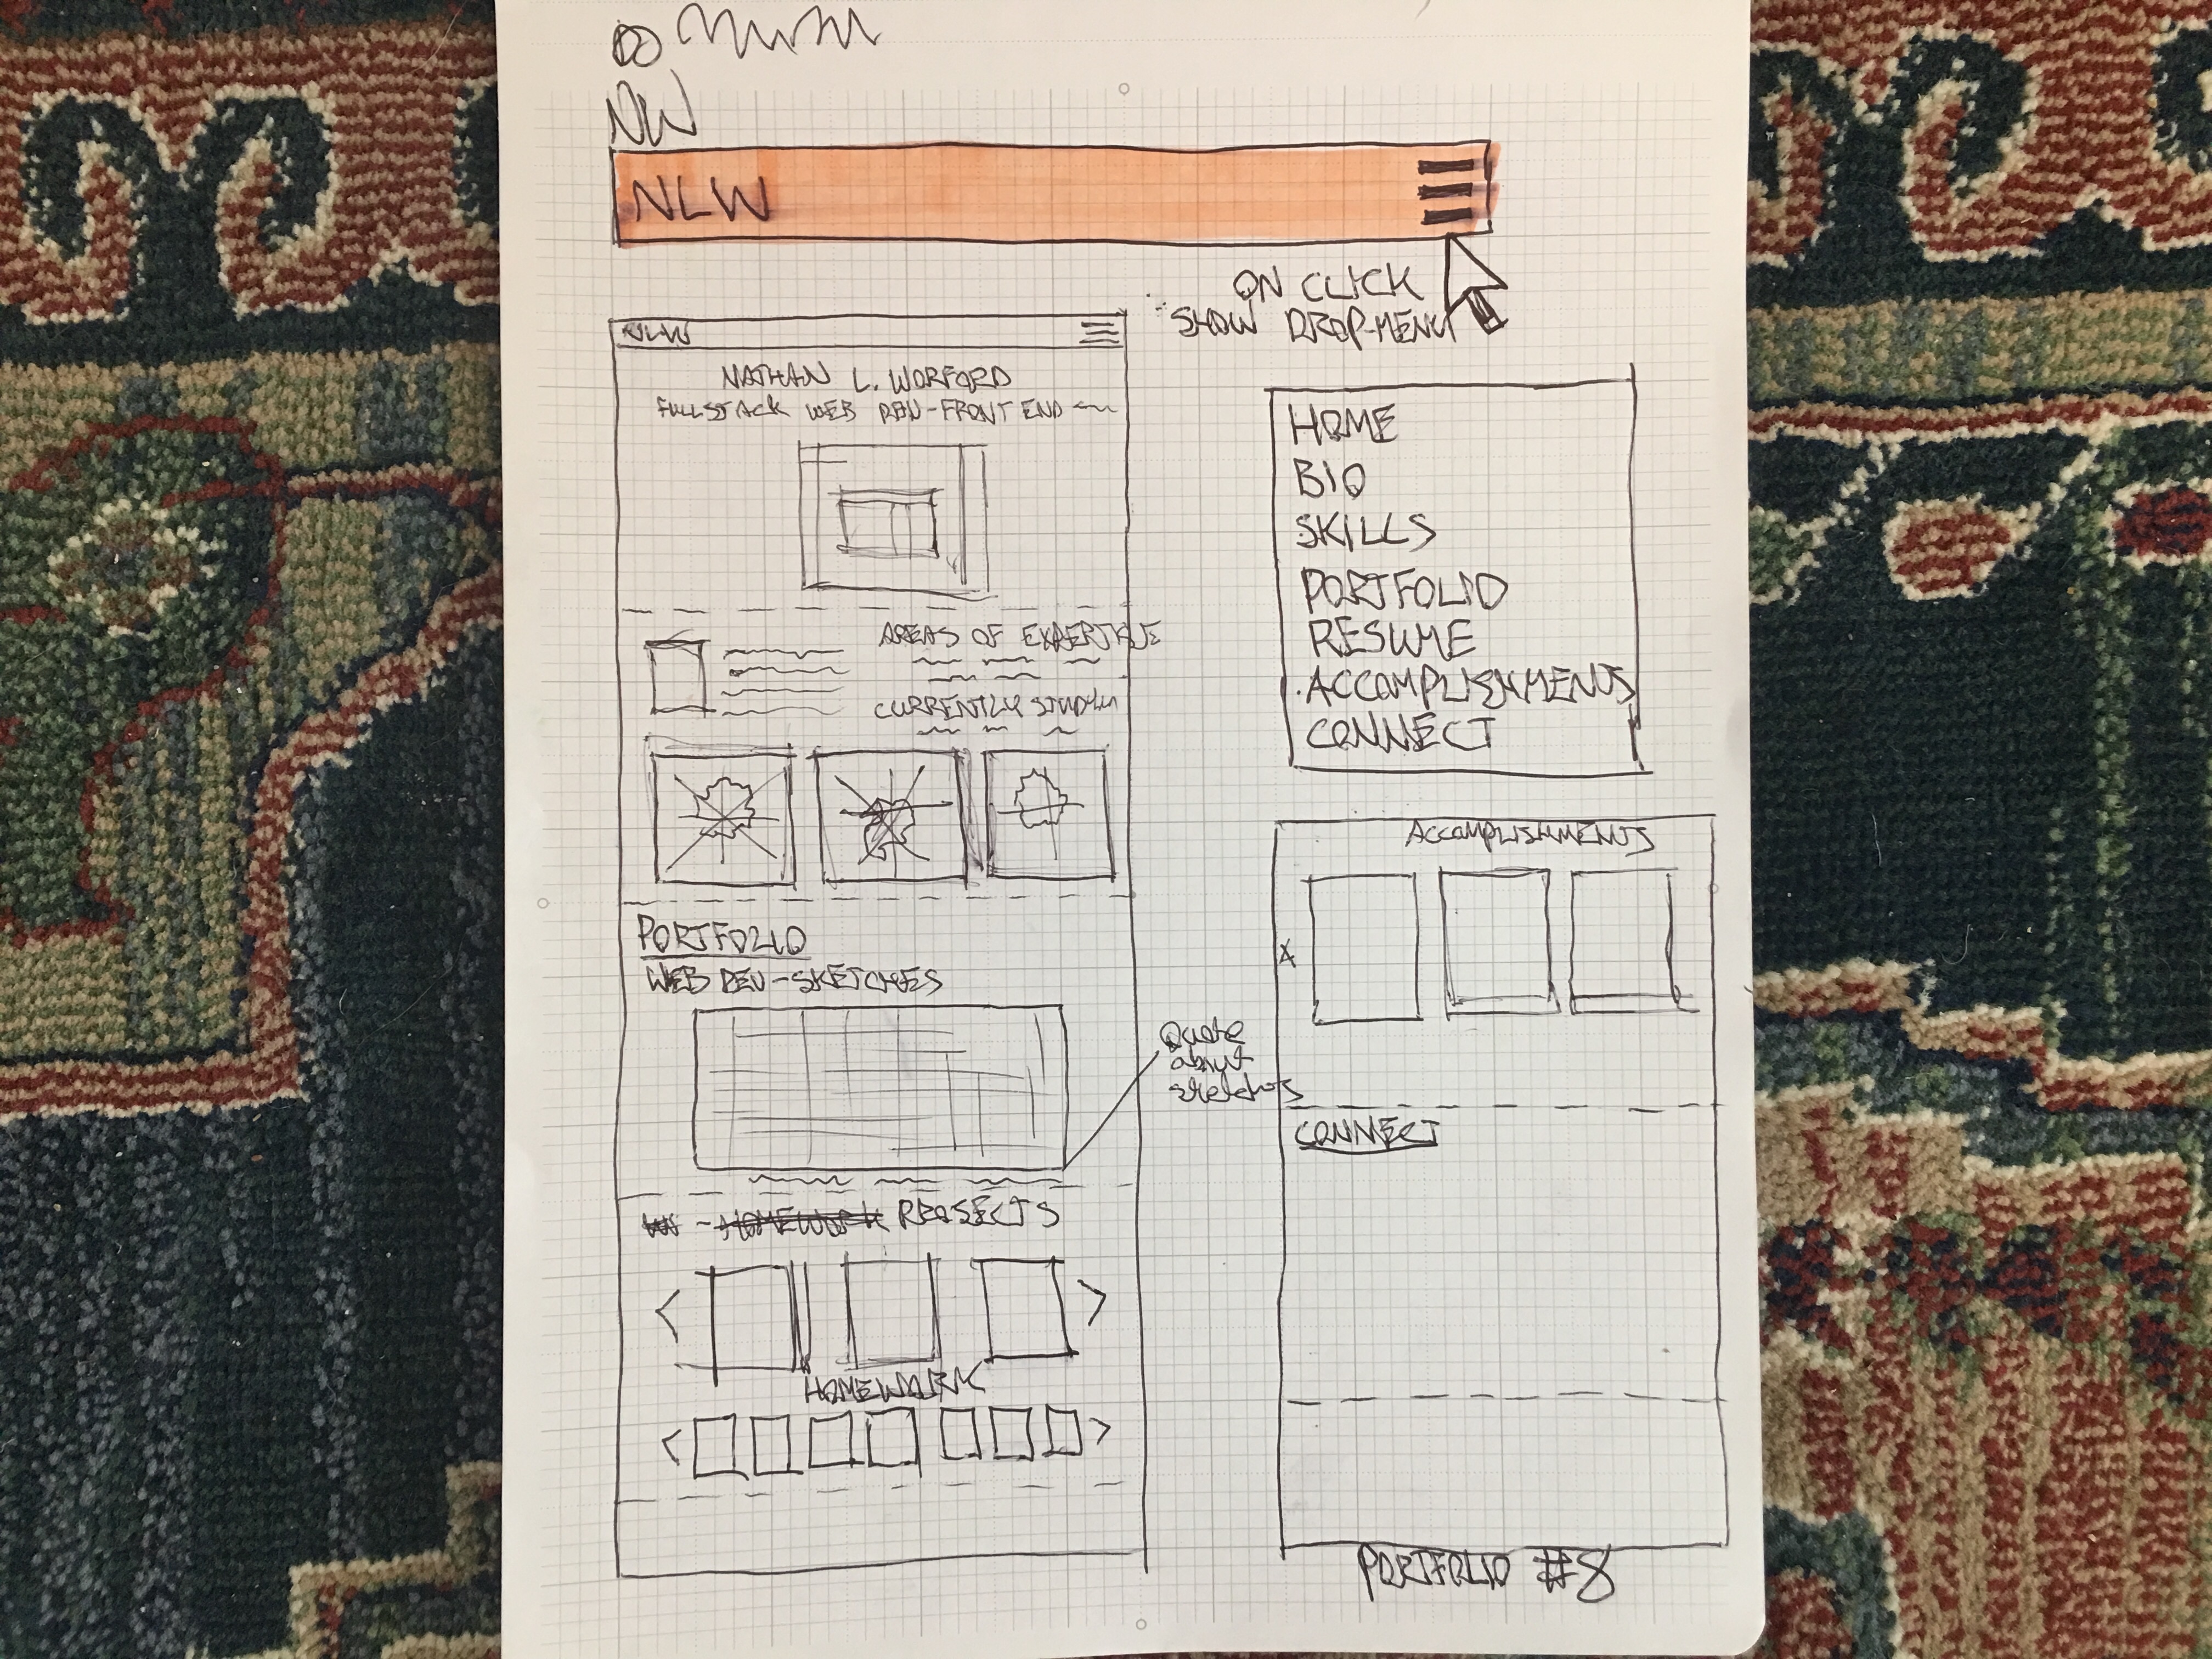 NW
NLW
ON CLICK
SHOW DROP-MENU
NLW
NATHAN L. WORFORD
FULLSTACK WEB DEV-FRONT END
AREAS OF EXPERTISE
CURRENTLY
PORTFOLIO
WEB DEV - SKETCHES
Quote
about
sketches
HOMEWORK
HOMEWORK
HOME
BIO
SKILLS
PORTFOLIO
RESUME
ACCOMPLISHMENTS
CONNECT
ACCOMPLISHMENTS
CONNECT
PORTFOLIO #8